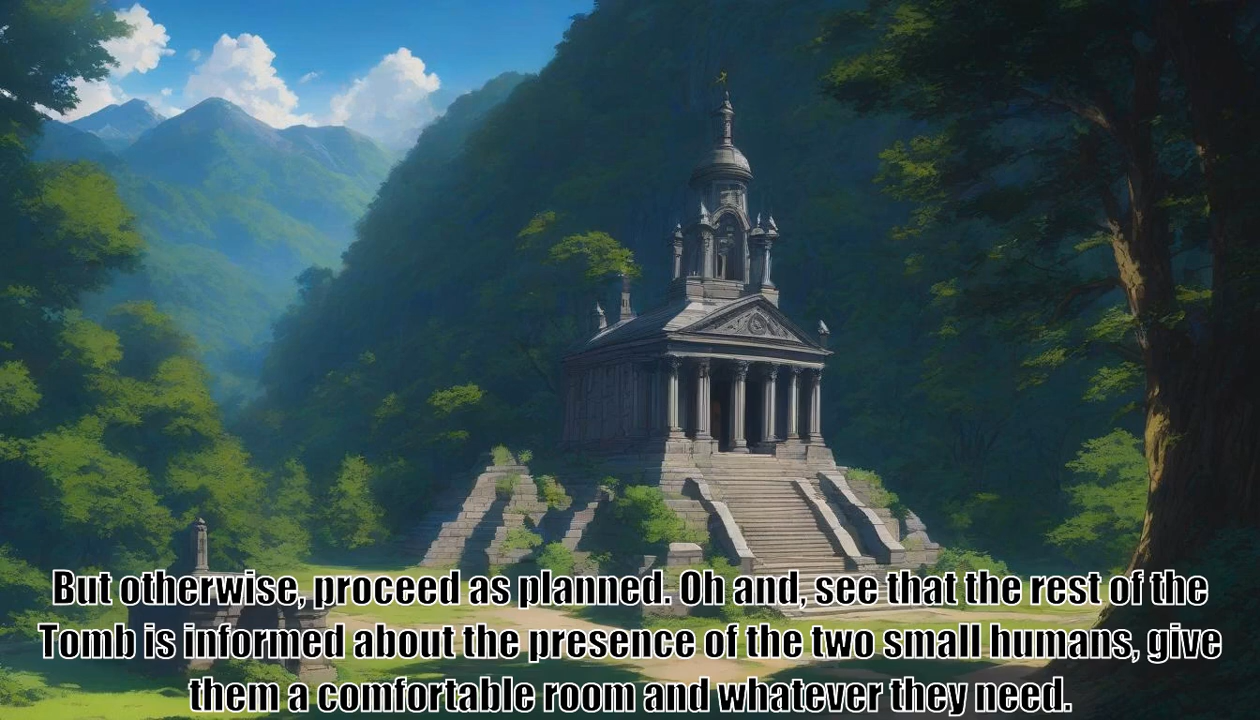 But otherwise, proceed as planned. Oh and, see that the rest of the
Tomb is informed about the presence of the two small humans, give
them a comfortable room and whatever they need.